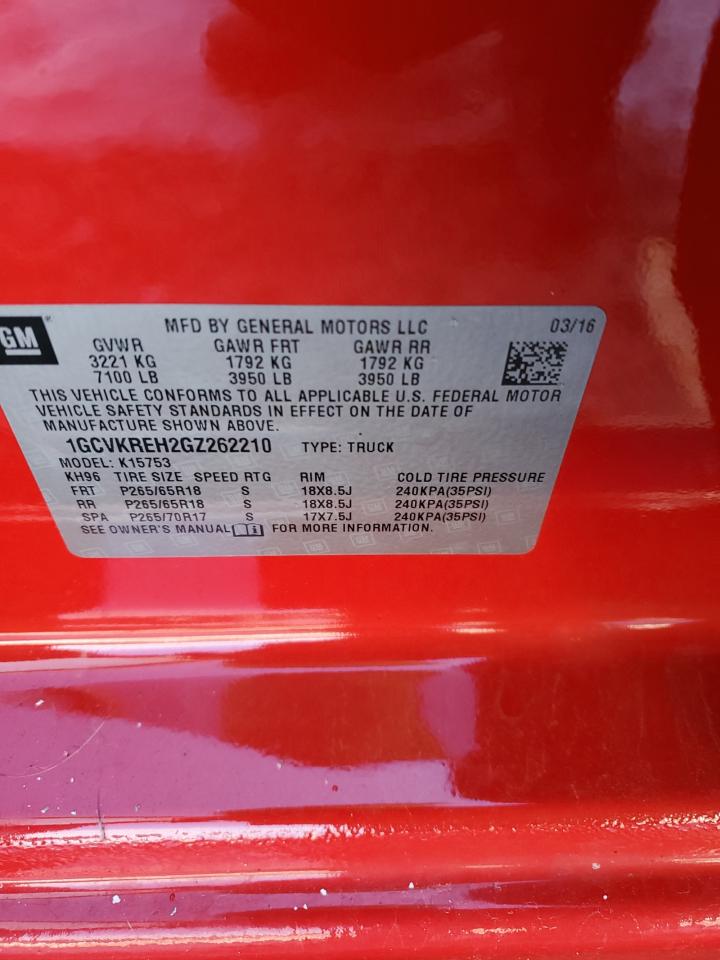 GM MFD BY GENERAL MOTORS LLC 03/16
GVWR GAWR FRT GAWR RR
3221 KG 1792 KG 1792 KG
7100 LB 3950 LB 3950 LB
THIS VEHICLE CONFORMS TO ALL APPLICABLE U.S. FEDERAL MOTOR
VEHICLE SAFETY STANDARDS IN EFFECT ON THE DATE OF
MANUFACTURE SHOWN ABOVE.
1GCVKREH2GZ262210 TYPE: TRUCK
MODEL: K15753
KH96 TIRE SIZE SPEED RTG RIM COLD TIRE PRESSURE
FRT P265/65R18 S 18X8.5J 240KPA(35PSI)
RR P265/65R18 S 18X8.5J 240KPA(35PSI)
SPA P265/70R17 S 17X7.5J 240KPA(35PSI)
SEE OWNER'S MANUAL FOR MORE INFORMATION.